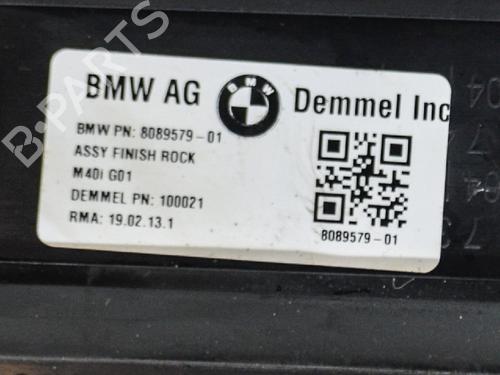 BMW AG BMW Demmel Inc
BMW PN: 8089579-01
ASSY FINISH ROCK
M40i G01
DEMMEL PN: 100021
RMA: 19.02.13.1
8089579-01
B-PARTS